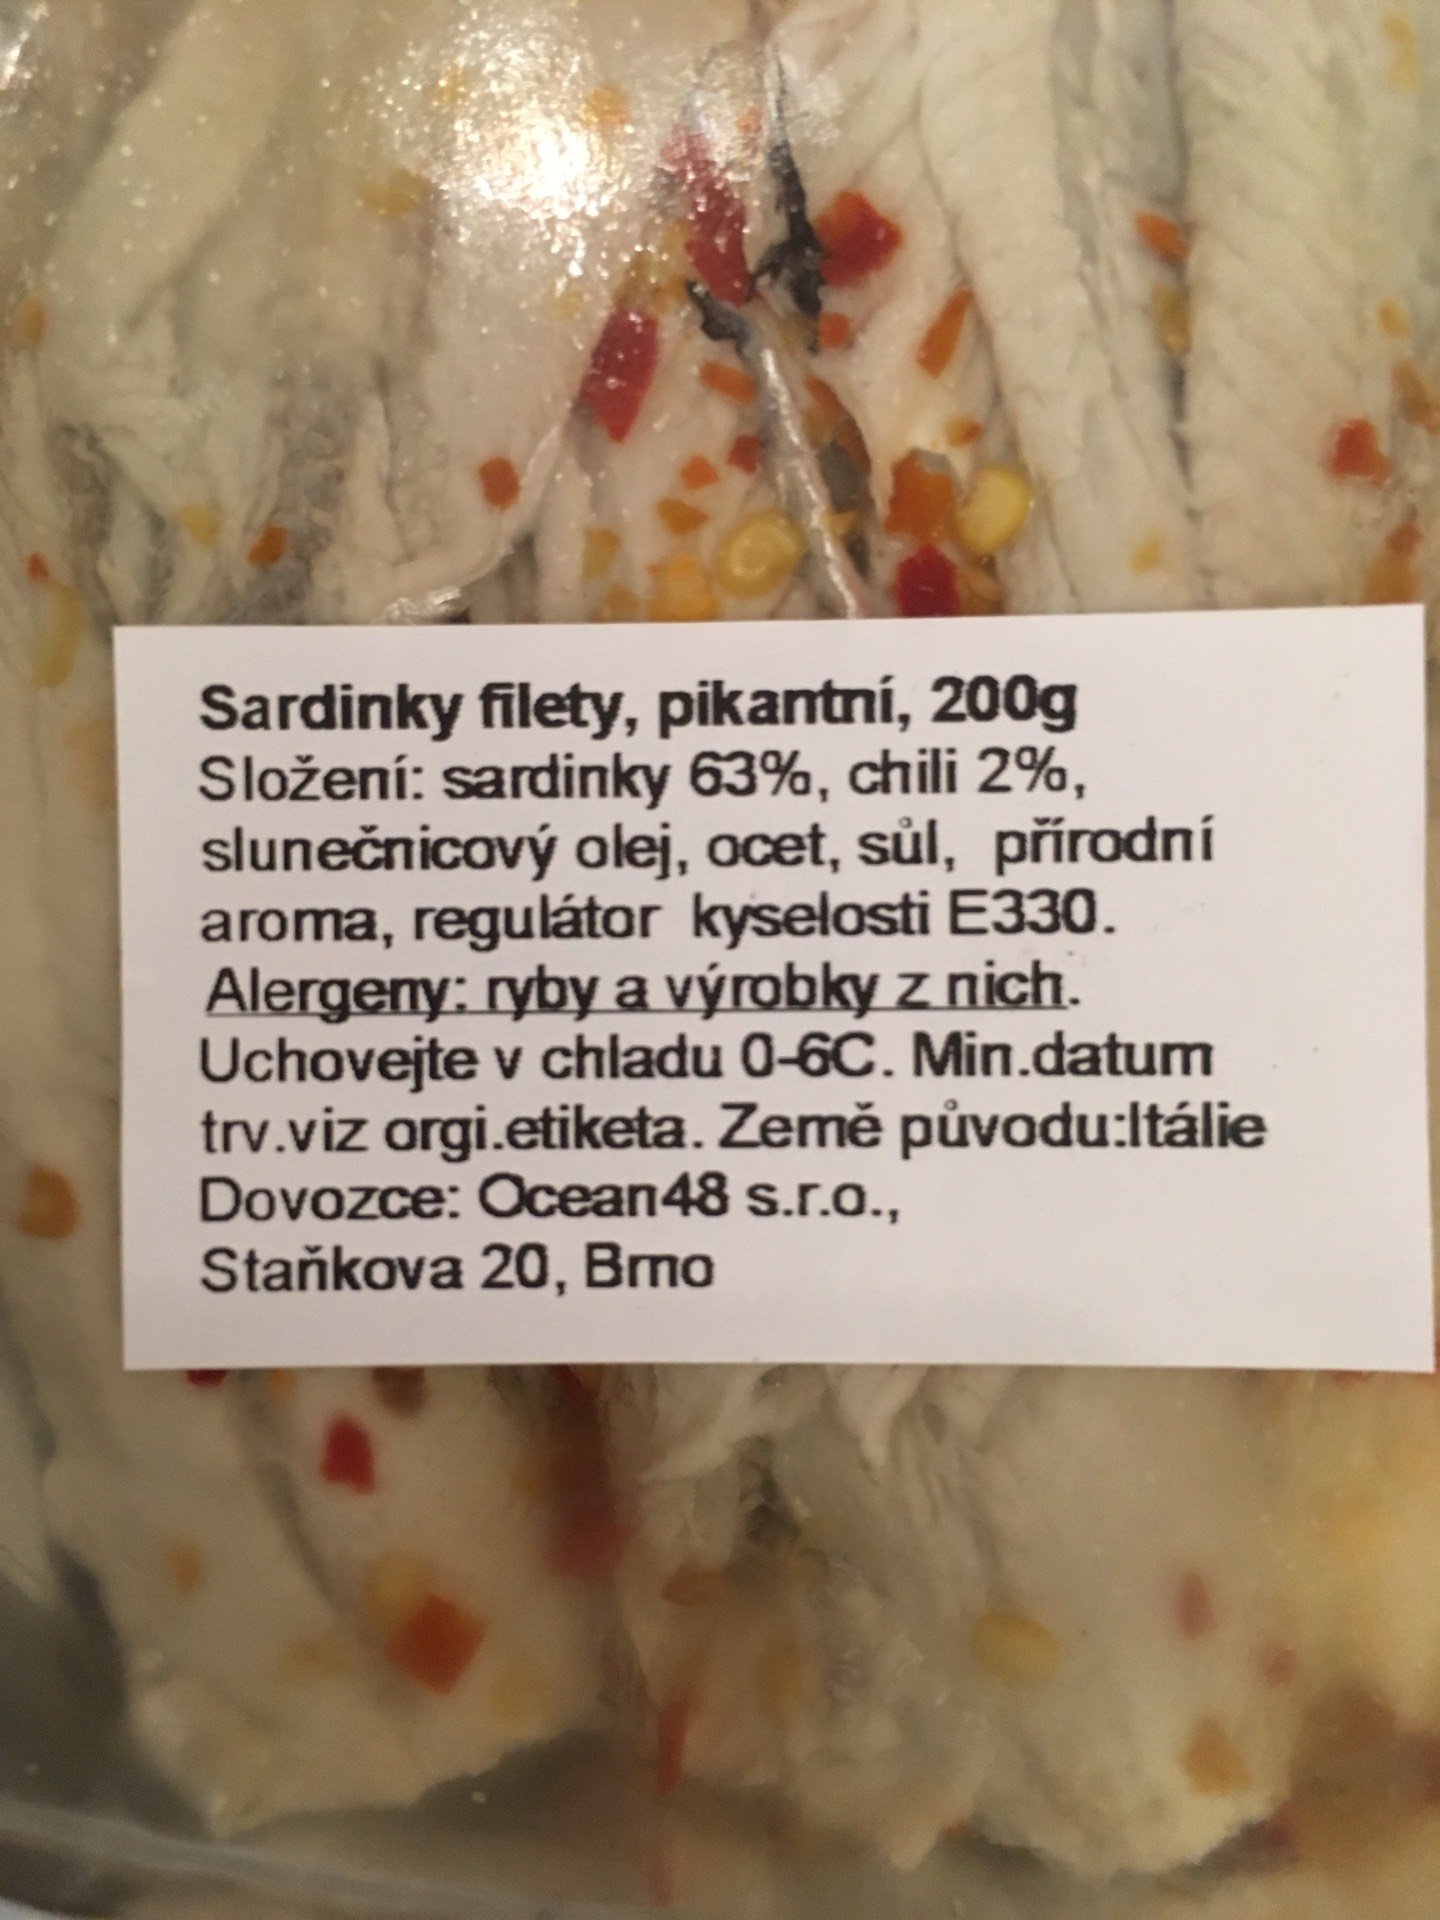 Sardinky filety, pikantní, 200g
Složení: sardinky 63%, chili 2%,
slunečnicový olej, ocet, sůl, přírodní
aroma, regulátor kyselosti E330.
Alergeny: ryby a výrobky z nich.
Uchovejte v chladu 0-6C. Min.datum
trv.viz orgi.etiketa. Země původu:Itálie
Dovozce: Ocean48 s.r.o.,
Staňkova 20, Brno